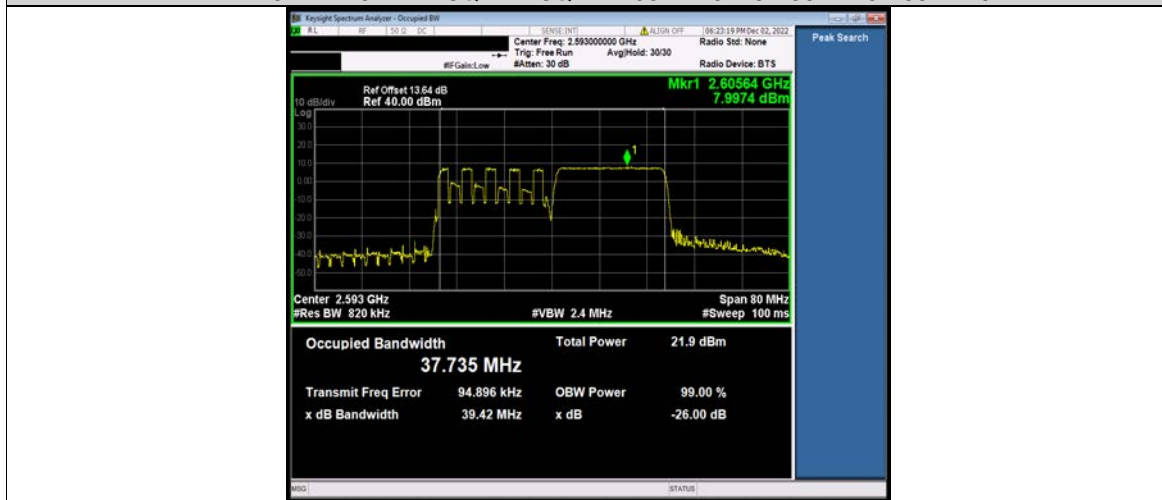 Keysight Spectrum Analyzer - Occupied BW
RL RF 50 Ω DC SENSE:INT ALIGN OFF 06:23:19 PM Dec 02, 2022
Center Freq: 2.593000000 GHz Radio Std: None
Trig: Free Run Avg|Hold: 30/30
#IFGain:Low #Atten: 30 dB Radio Device: BTS
Peak Search
Ref Offset 13.64 dB Mkr1 2.60564 GHz
10 dB/div Ref 40.00 dBm 7.9974 dBm
Log
30.0
20.0
10.0
0.00
-10.0
-20.0
-30.0
-40.0
-50.0
1
Center 2.593 GHz Span 80 MHz
#Res BW 820 kHz #VBW 2.4 MHz #Sweep 100 ms
Occupied Bandwidth Total Power 21.9 dBm
37.735 MHz
Transmit Freq Error 94.896 kHz OBW Power 99.00 %
x dB Bandwidth 39.42 MHz x dB -26.00 dB
MSG STATUS